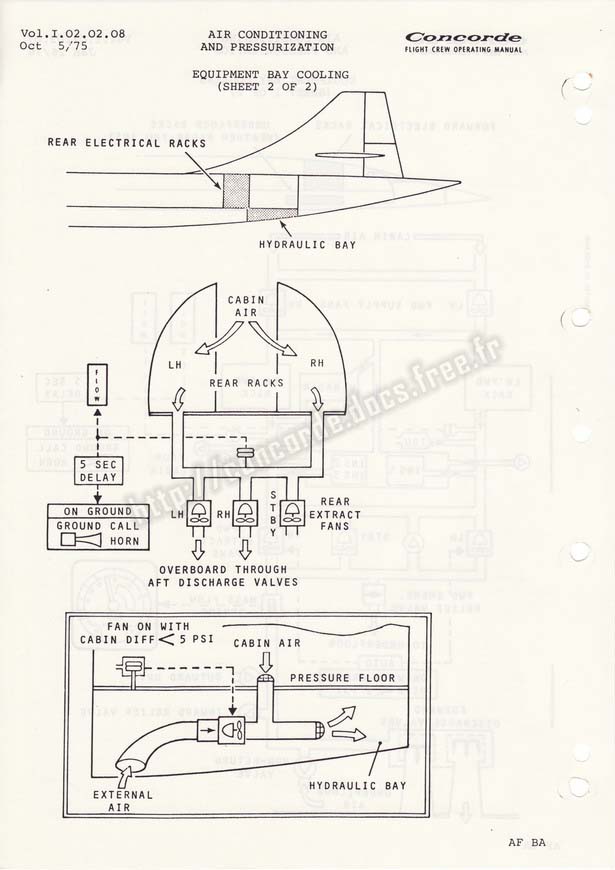 Vol.I.02.02.08
Oct 5/75
AIR CONDITIONING
AND PRESSURIZATION
Concorde
FLIGHT CREW OPERATING MANUAL
EQUIPMENT BAY COOLING
(SHEET 2 OF 2)
REAR ELECTRICAL RACKS
HYDRAULIC BAY
CABIN
AIR
LH
RH
REAR RACKS
FLOW
5 SEC
DELAY
ON GROUND
GROUND CALL
HORN
LH
RH
STBY
REAR
EXTRACT
FANS
OVERBOARD THROUGH
AFT DISCHARGE VALVES
FAN ON WITH
CABIN DIFF < 5 PSI
CABIN AIR
PRESSURE FLOOR
HYDRAULIC BAY
EXTERNAL
AIR
AF BA
http://concorde.docs.free.fr